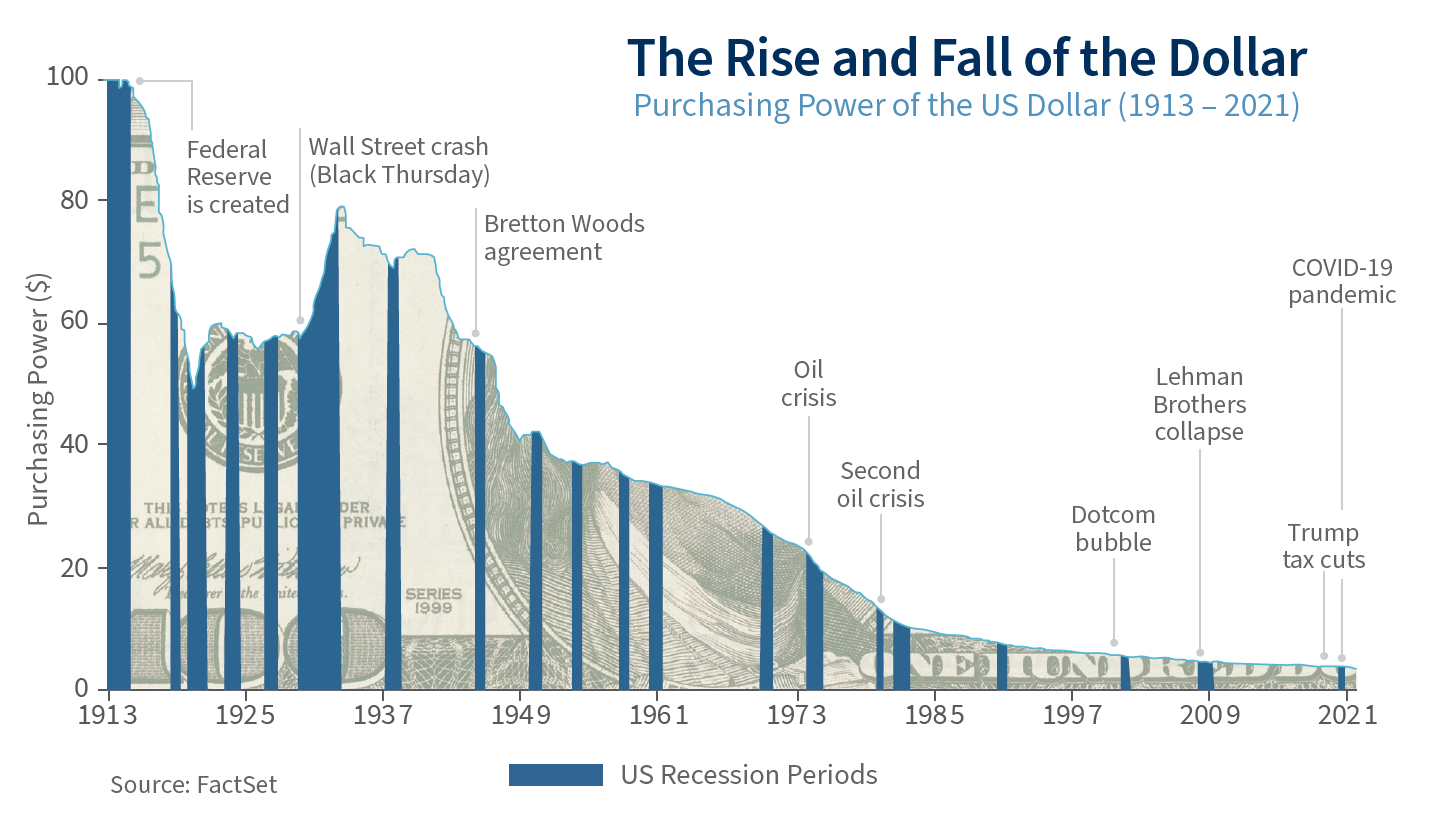 The Rise and Fall of the Dollar
Purchasing Power of the US Dollar (1913 – 2021)
Purchasing Power ($)
100
80
60
40
20
0
Federal
Reserve
is created
Wall Street crash
(Black Thursday)
Bretton Woods
agreement
Oil
crisis
Second
oil crisis
Dotcom
bubble
Lehman
Brothers
collapse
COVID-19
pandemic
Trump
tax cuts
D
E
5
SERIES
1999
1913
1925
1937
1949
1961
1973
1985
1997
2009
2021
US Recession Periods
Source: FactSet